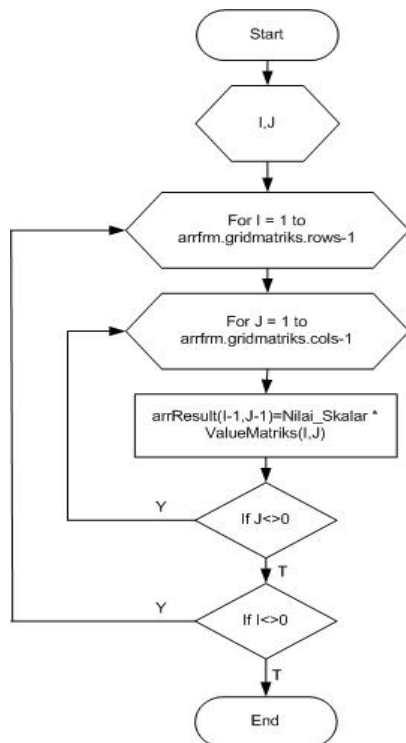 Start
I,J
For I = 1 to
arrfrm.gridmatriks.rows-1
For J = 1 to
arrfrm.gridmatriks.cols-1
arrResult(I-1,J-1)=Nilai_Skalar *
ValueMatriks(I,J)
Y
If J<>0
T
Y
If I<>0
T
End